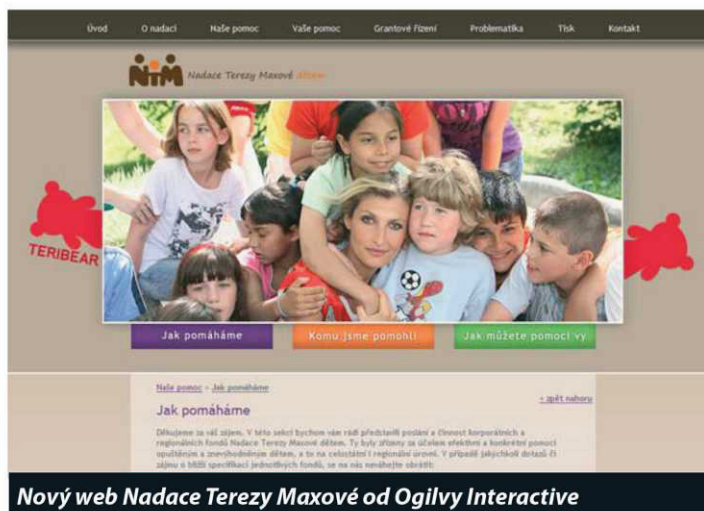 Úvod O nadaci Naše pomoc Vaše pomoc Grantové řízení Problematika Tisk Kontakt
NTM Nadace Terezy Maxové dětem
TERIBEAR
Jak pomáháme Komu jsme pomohli Jak můžete pomoci vy
Naše pomoc > Jak pomáháme
- zpět nahoru
Jak pomáháme
Děkujeme za váš zájem. V této sekci bychom vám rádi představili poslání a činnost korporátních a
regionálních fondů Nadace Terezy Maxové dětem. Ty byly zřízeny za účelem efektivní a konkrétní pomoci
opuštěným a znevýhodněným dětem, a to na celostátní i regionální úrovni. V případě jakýchkoli dotazů či
zájmu o bližší specifikaci jednotlivých fondů, se na nás neváhejte obrátit:
Nový web Nadace Terezy Maxové od Ogilvy Interactive